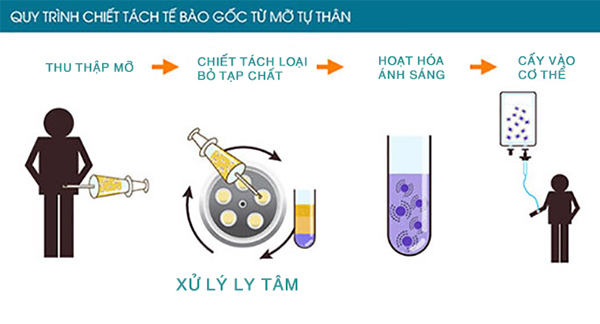 QUY TRÌNH CHIẾT TÁCH TẾ BÀO GỐC TỪ MỠ TỰ THÂN
THU THẬP MỠ
CHIẾT TÁCH LOẠI
BỎ TẠP CHẤT
HOẠT HÓA
ÁNH SÁNG
CẤY VÀO
CƠ THỂ
XỬ LÝ LY TÂM